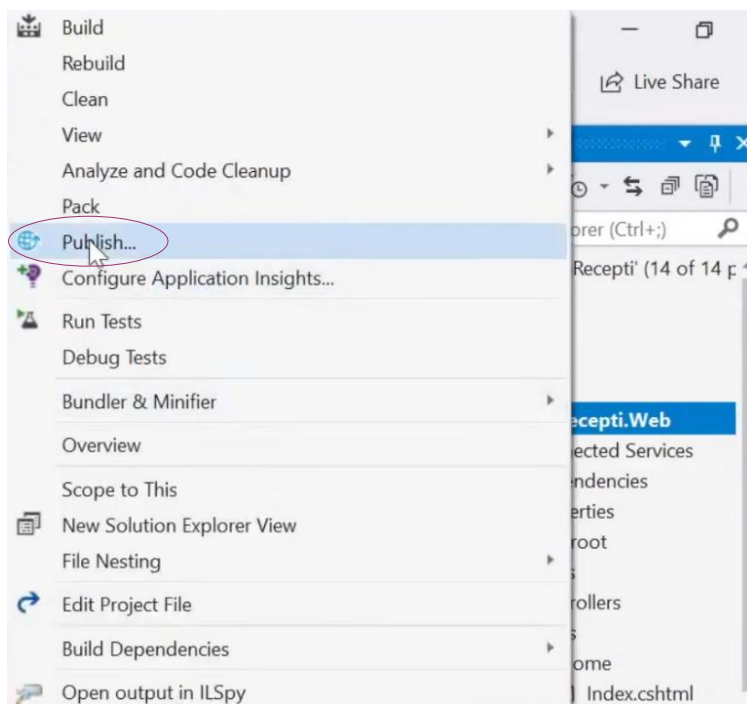 Build
Rebuild
Clean
View
Analyze and Code Cleanup
Pack
Publish...
Configure Application Insights...
Run Tests
Debug Tests
Bundler & Minifier
Overview
Scope to This
New Solution Explorer View
File Nesting
Edit Project File
Build Dependencies
Open output in ILSpy
Live Share
orer (Ctrl+;)
Recepti' (14 of 14 p
ecepti.Web
ected Services
ndencies
erties
root
s
rollers
s
ome
Index.cshtml